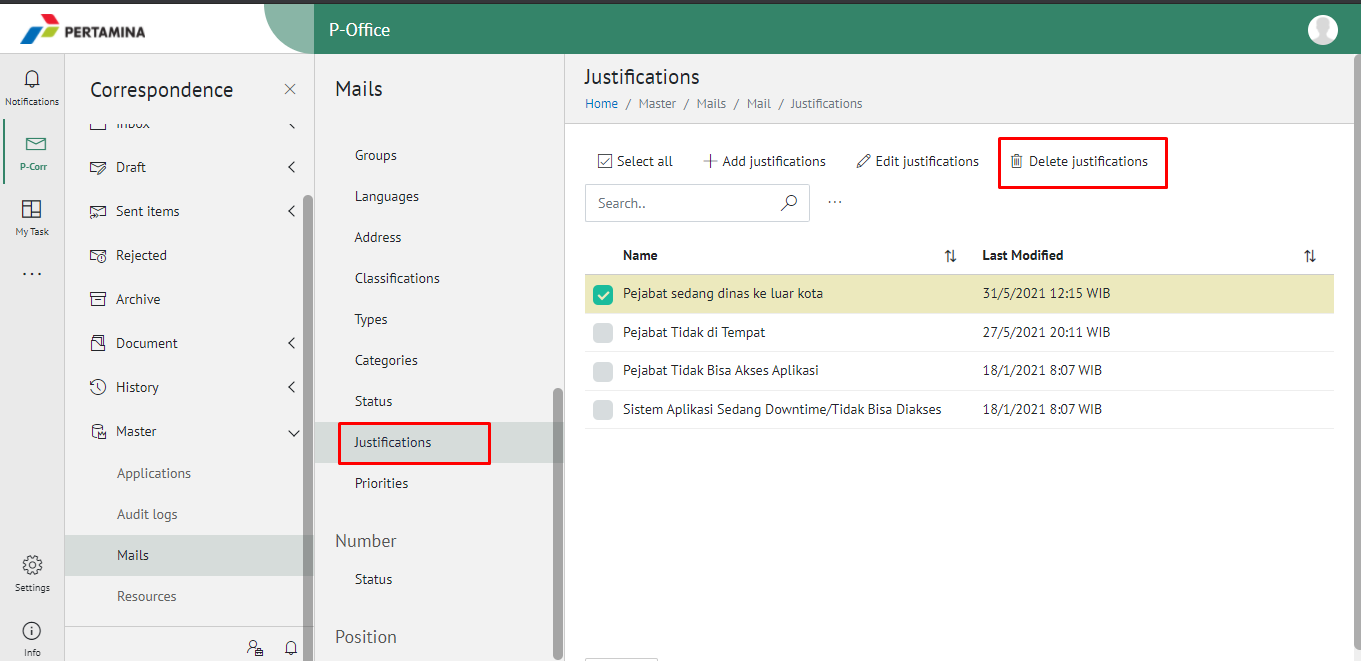 PERTAMINA
P-Office
Notifications
P-Corr
My Task
...
Settings
Info
Correspondence
Inbox
Draft
Sent items
Rejected
Archive
Document
History
Master
Applications
Audit logs
Mails
Resources
Mails
Groups
Languages
Address
Classifications
Types
Categories
Status
Justifications
Priorities
Number
Status
Position
Justifications
Home / Master / Mails / Mail / Justifications
Select all Add justifications Edit justifications Delete justifications
Search.. ...
Name Last Modified
Pejabat sedang dinas ke luar kota 31/5/2021 12:15 WIB
Pejabat Tidak di Tempat 27/5/2021 20:11 WIB
Pejabat Tidak Bisa Akses Aplikasi 18/1/2021 8:07 WIB
Sistem Aplikasi Sedang Downtime/Tidak Bisa Diakses 18/1/2021 8:07 WIB